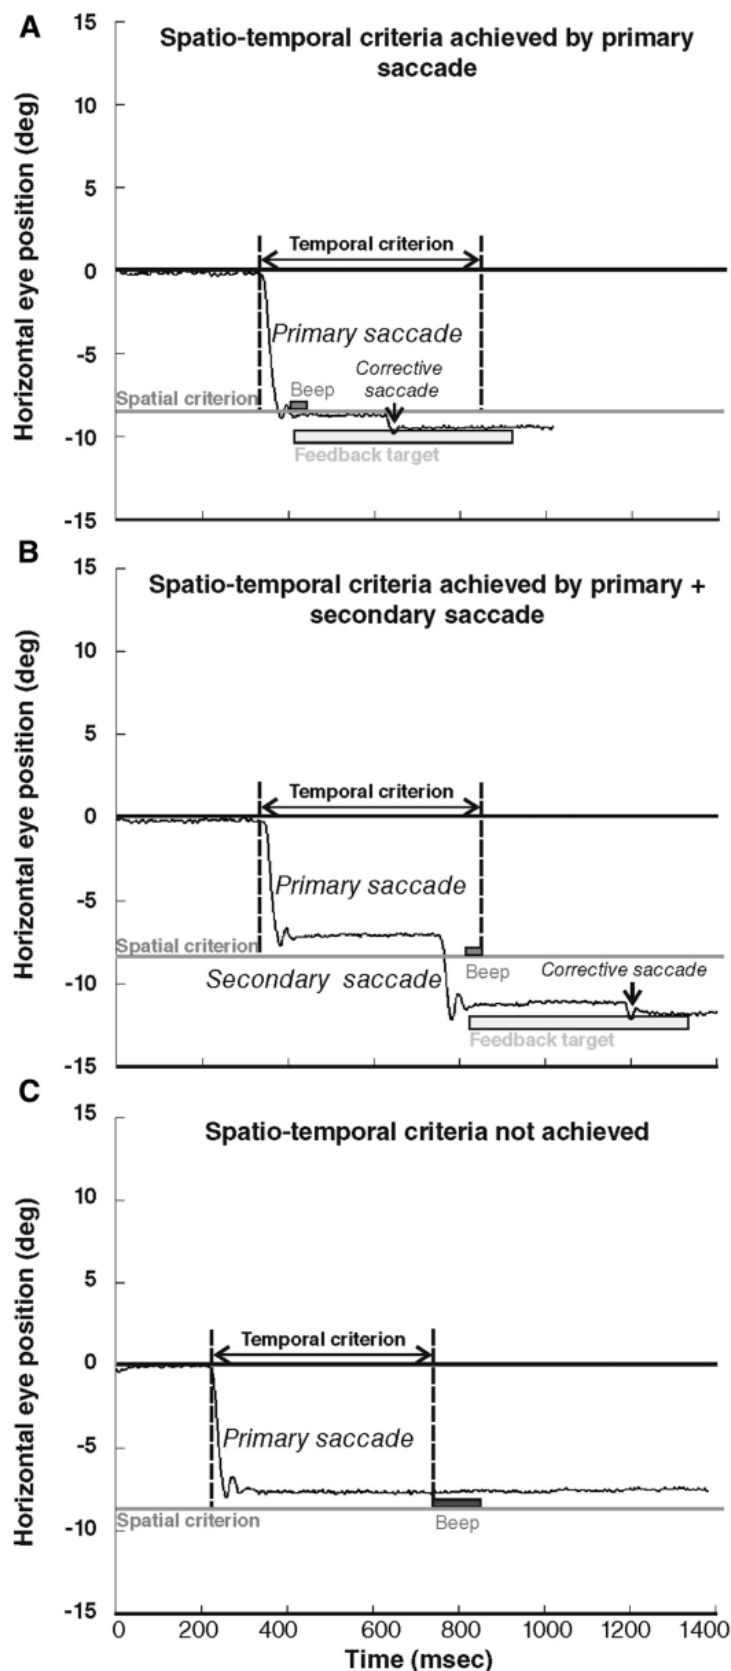 A
Spatio-temporal criteria achieved by primary
saccade
Horizontal eye position (deg)
15
10
5
0
-5
-10
-15
Temporal criterion
Primary saccade
Corrective
saccade
Beep
Spatial criterion
Feedback target
B
Spatio-temporal criteria achieved by primary +
secondary saccade
Horizontal eye position (deg)
15
10
5
0
-5
-10
-15
Temporal criterion
Primary saccade
Spatial criterion
Secondary saccade
Beep
Corrective saccade
Feedback target
C
Spatio-temporal criteria not achieved
Horizontal eye position (deg)
15
10
5
0
-5
-10
-15
Temporal criterion
Primary saccade
Spatial criterion
Beep
0 200 400 600 800 1000 1200 1400
Time (msec)